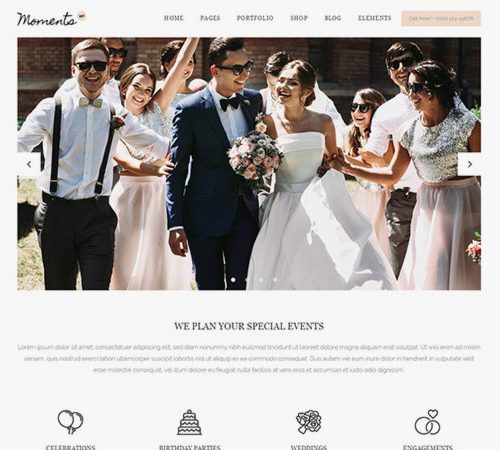 Moments
HOME PAGES PORTFOLIO SHOP BLOG ELEMENTS Call Now! + (001) 123-45678
WE PLAN YOUR SPECIAL EVENTS
Lorem ipsum dolor sit amet, consectetuer adipiscing elit, sed diam nonummy nibh euismod tincidunt ut laoreet dolore magna aliquam erat volutpat. Wisi enim ad minim
veniam, quis nostrud exerci tation ullamcorper suscipit lobortis nisl ut aliquip ex ea commodo consequat. Duis autem vel eum iriure dolor in hendrerit in vulputate velit
esse molestie consequat, vel illum dolore eu feugiat nulla facilisis at vero eros et accumsan et iusto odio dignissim.
CELEBRATIONS BIRTHDAY PARTIES WEDDINGS ENGAGEMENTS